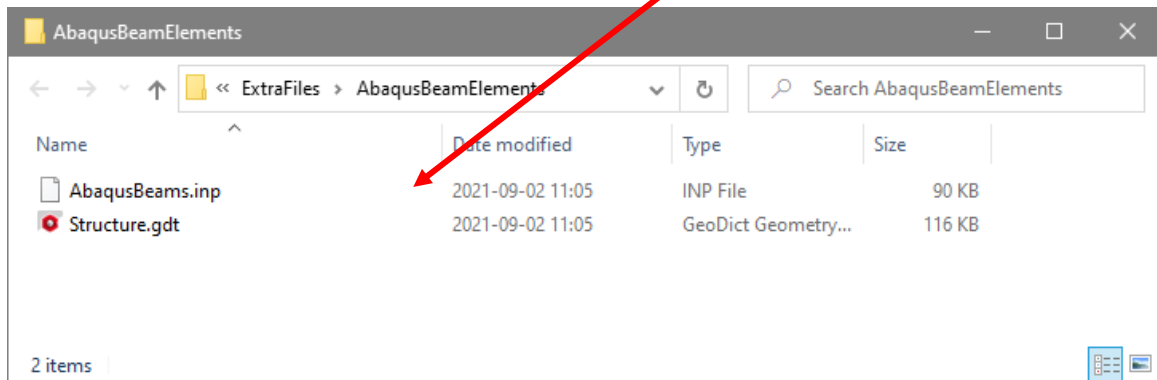 AbaqusBeamElements
« ExtraFiles > AbaqusBeamElements
Search AbaqusBeamElements
Name Date modified Type Size
AbaqusBeams.inp 2021-09-02 11:05 INP File 90 KB
Structure.gdt 2021-09-02 11:05 GeoDict Geometry... 116 KB
2 items